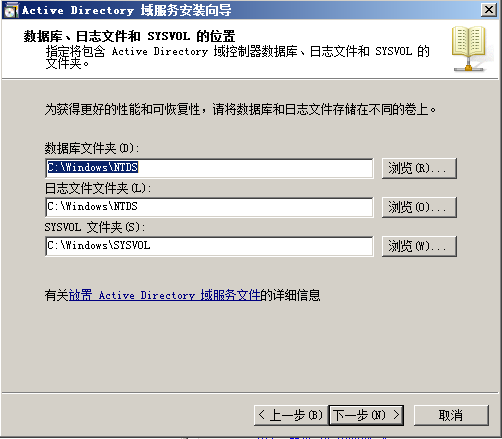 Active Directory 域服务安装向导
数据库、日志文件和 SYSVOL 的位置
指定将包含 Active Directory 域控制器数据库、日志文件和 SYSVOL 的
文件夹。
为获得更好的性能和可恢复性，请将数据库和日志文件存储在不同的卷上。
数据库文件夹(D):
C:\Windows\NTDS
浏览(R)...
日志文件文件夹(L):
C:\Windows\NTDS
浏览(O)...
SYSVOL 文件夹(S):
C:\Windows\SYSVOL
浏览(W)...
有关放置 Active Directory 域服务文件的详细信息
< 上一步(B) 下一步(N) > 取消